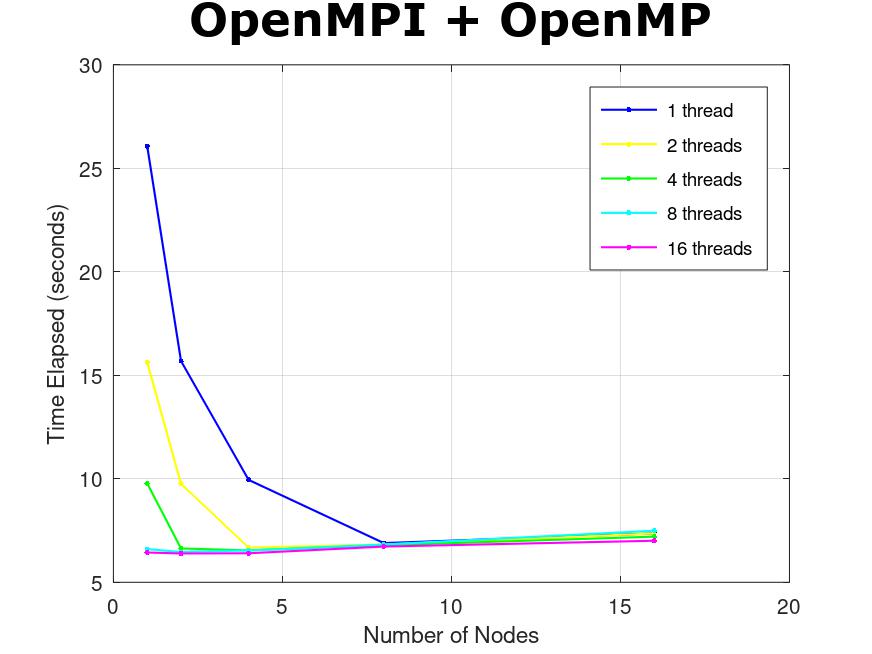 OpenMPI + OpenMP
30
25
20
15
10
5
0
5
10
15
20
Time Elapsed (seconds)
Number of Nodes
1 thread
2 threads
4 threads
8 threads
16 threads